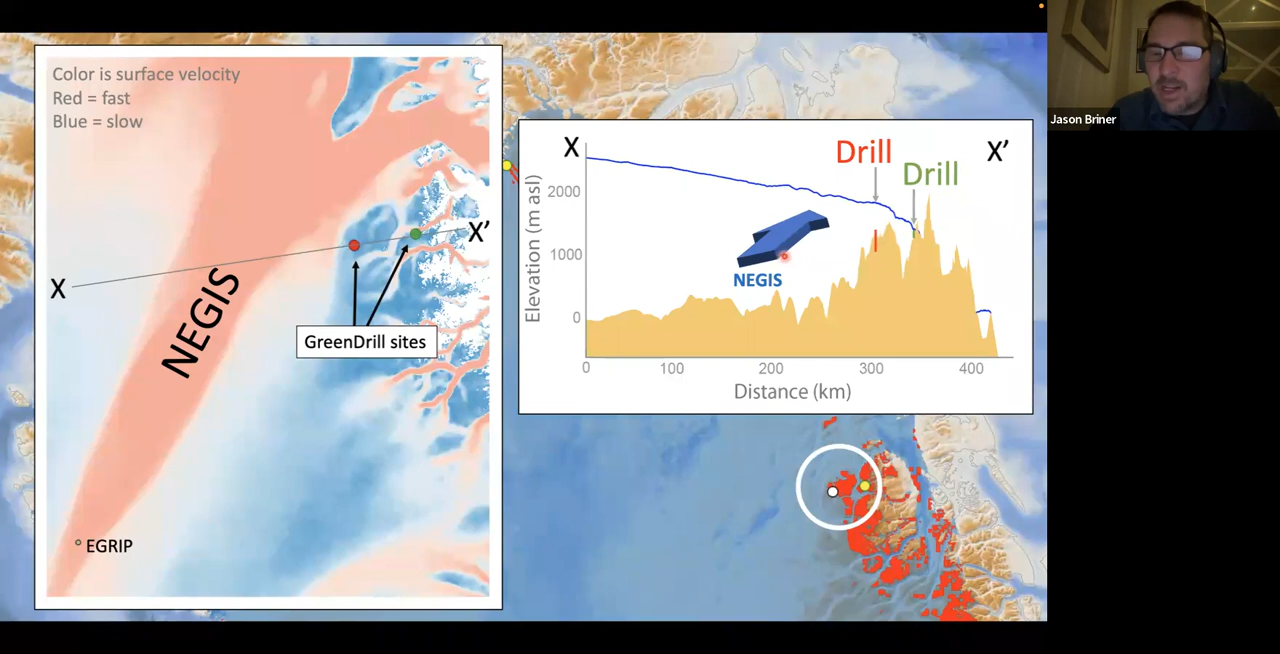 Color is surface velocity
Red = fast
Blue = slow
X
X'
NEGIS
GreenDrill sites
EGRIP
X
Drill
X'
Drill
Elevation (m asl)
2000
1000
0
NEGIS
0
100
200
300
400
Distance (km)
Jason Briner